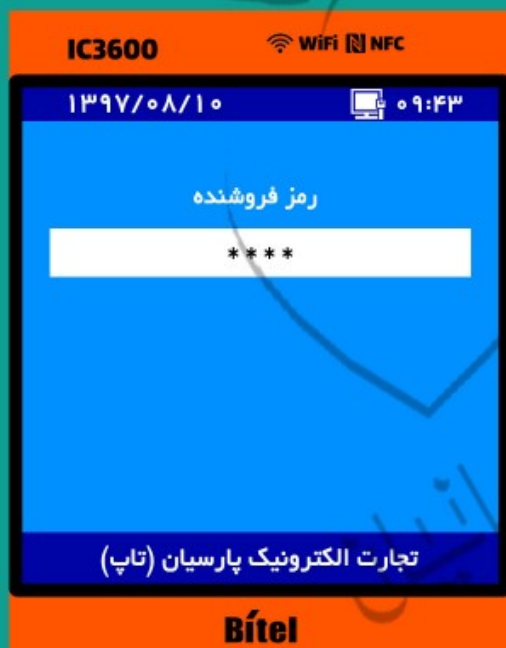 IC3600 WiFi NFC
۱۳۹۷/۰۸/۱۰ ۰۹:۴۳
رمز فروشنده
****
تجارت الکترونیک پارسیان (تاپ)
Bitel